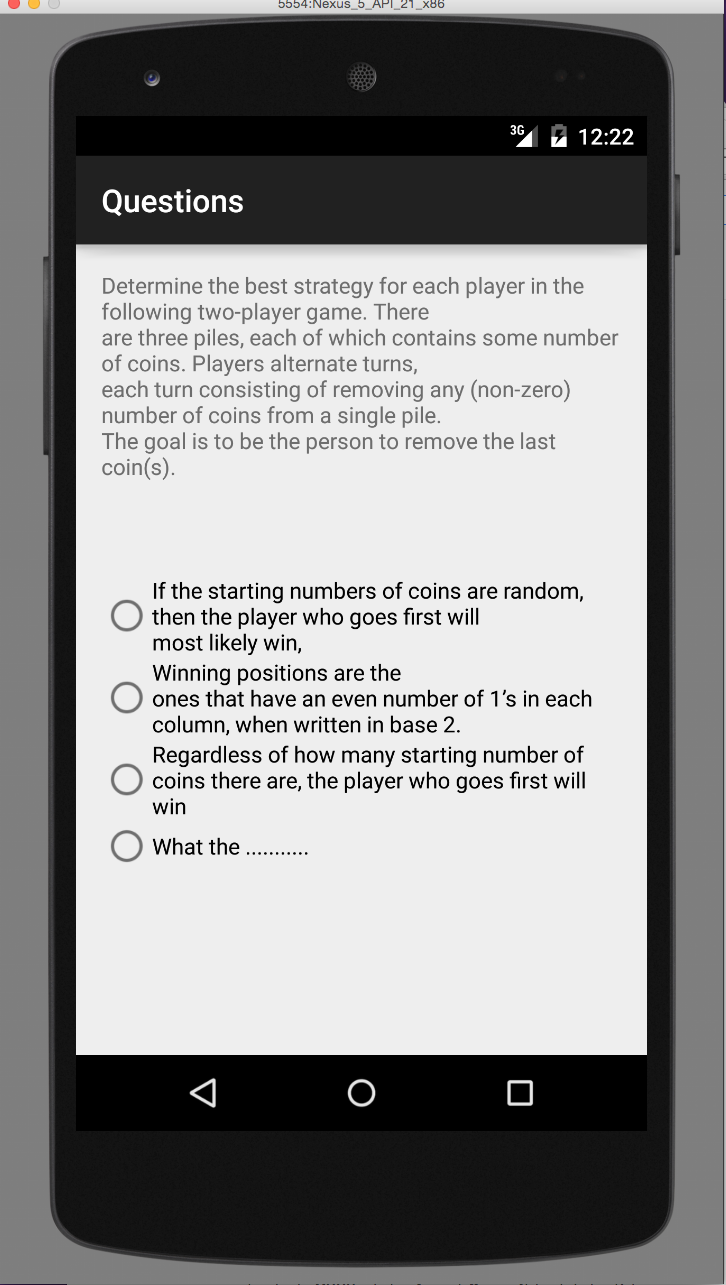 5554:Nexus_5_API_21_x86
3G 12:22
Questions
Determine the best strategy for each player in the
following two-player game. There
are three piles, each of which contains some number
of coins. Players alternate turns,
each turn consisting of removing any (non-zero)
number of coins from a single pile.
The goal is to be the person to remove the last
coin(s).
If the starting numbers of coins are random,
then the player who goes first will
most likely win,
Winning positions are the
ones that have an even number of 1’s in each
column, when written in base 2.
Regardless of how many starting number of
coins there are, the player who goes first will
win
What the ...........